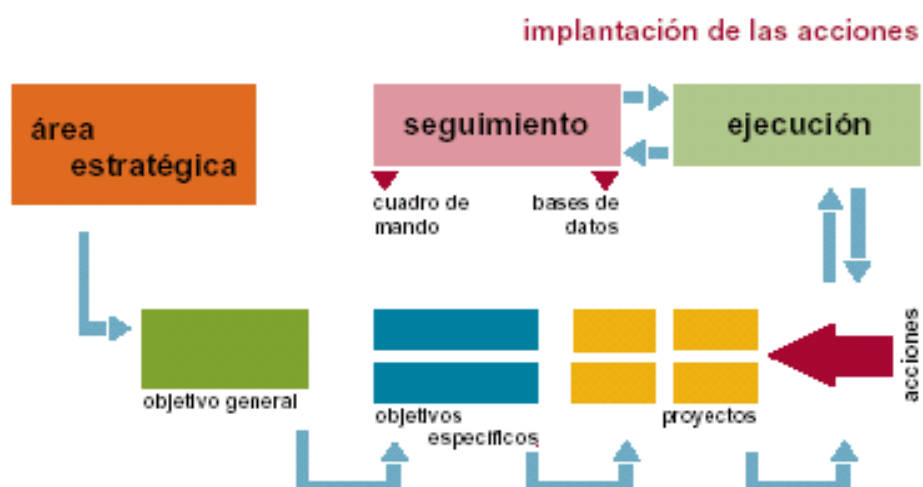 implantación de las acciones
área
estratégica
seguimiento
ejecución
cuadro de
mando
bases de
datos
objetivo general
objetivos
específicos
proyectos
acciones